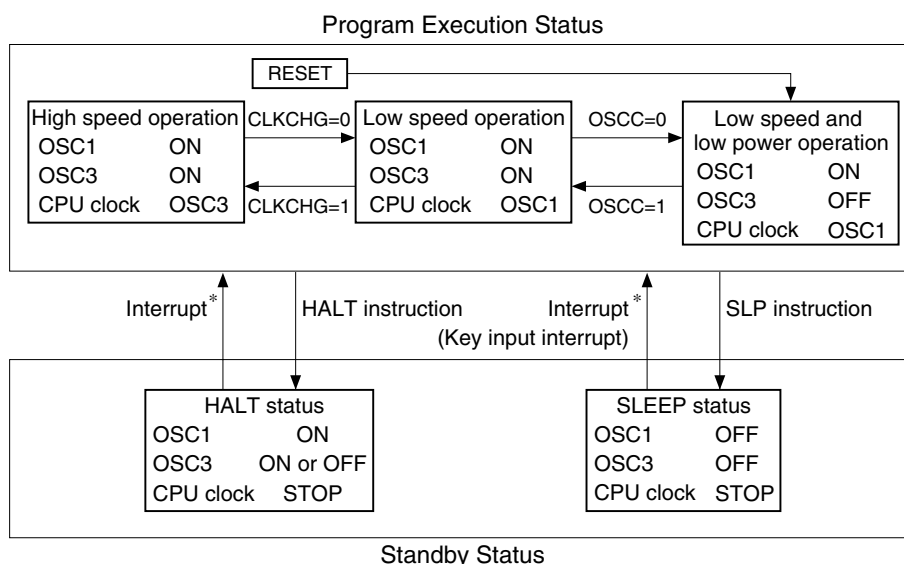 Program Execution Status
RESET
High speed operation
OSC1 ON
OSC3 ON
CPU clock OSC3
CLKCHG=0
CLKCHG=1
Low speed operation
OSC1 ON
OSC3 ON
CPU clock OSC1
OSCC=0
OSCC=1
Low speed and
low power operation
OSC1 ON
OSC3 OFF
CPU clock OSC1
Interrupt*
HALT instruction
Interrupt*
(Key input interrupt)
SLP instruction
HALT status
OSC1 ON
OSC3 ON or OFF
CPU clock STOP
SLEEP status
OSC1 OFF
OSC3 OFF
CPU clock STOP
Standby Status